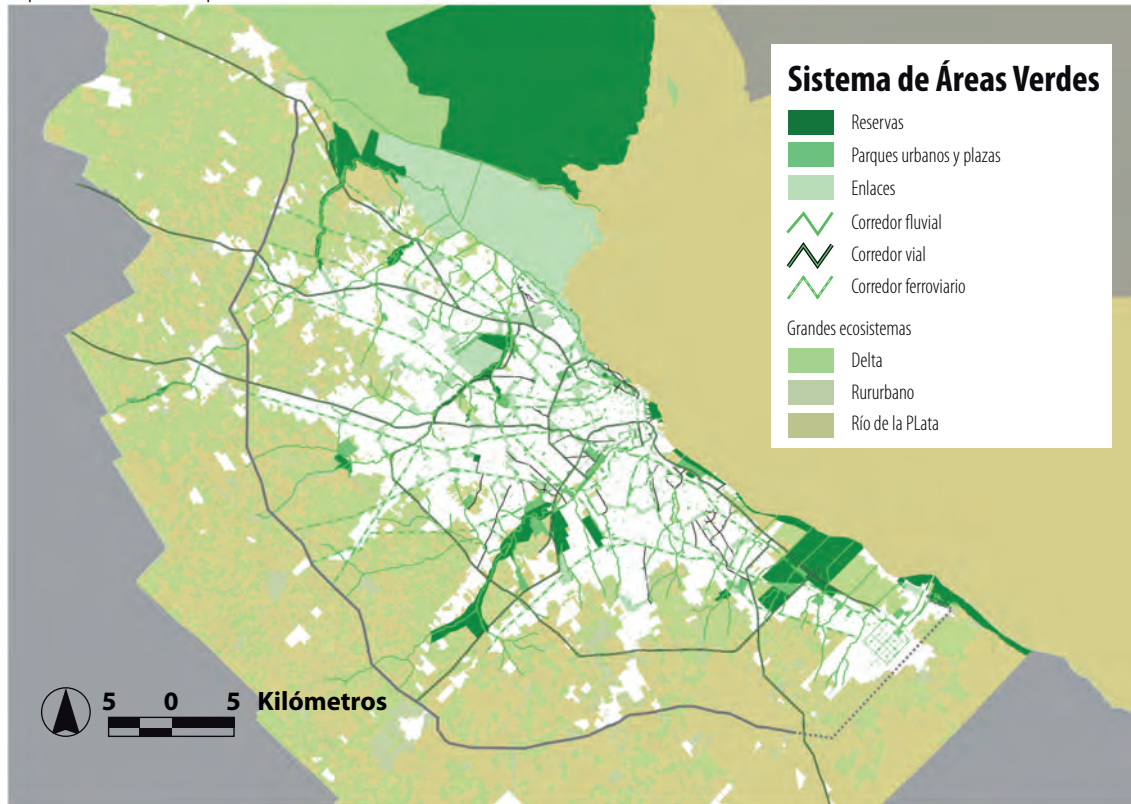 Sistema de Áreas Verdes
Reservas
Parques urbanos y plazas
Enlaces
Corredor fluvial
Corredor vial
Corredor ferroviario
Grandes ecosistemas
Delta
Rururbano
Río de la PLata
5 0 5 Kilómetros